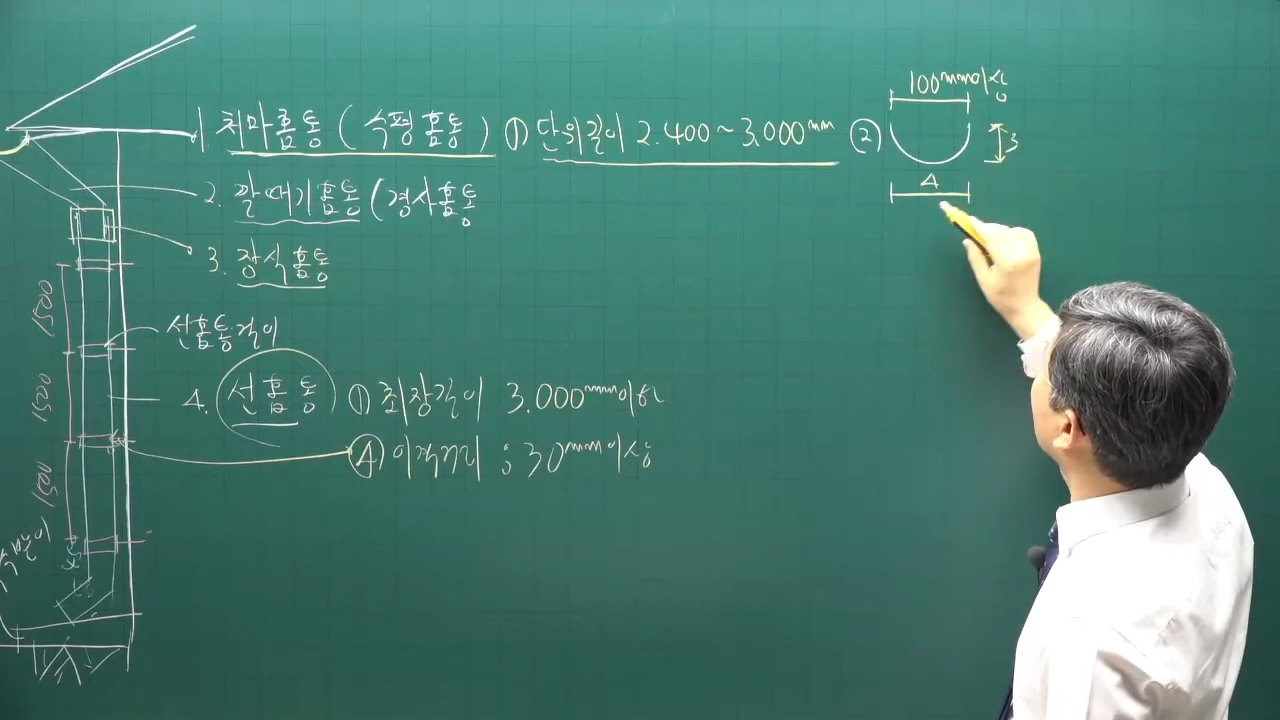 100mm이상
1. 처마홈통 (수평홈통) ① 단위길이 2.400~3.000mm ②
3
4
2. 깔때기홈통 (경사홈통
3. 장식홈통
1500
선홈통걸이
1500
4. 선홈통 ① 최장길이 3.000mm이하
④ 이격거리 : 30mm이상
1500